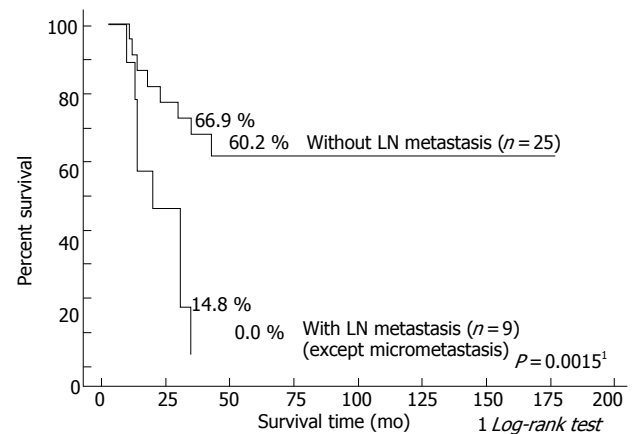 100
80
60
40
20
0
Percent survival
66.9 %
60.2 % Without LN metastasis (n = 25)
14.8 %
0.0 % With LN metastasis (n = 9)
(except micrometastasis)
P = 0.0015¹
0 25 50 75 100 125 150 175 200
Survival time (mo)
1 Log-rank test